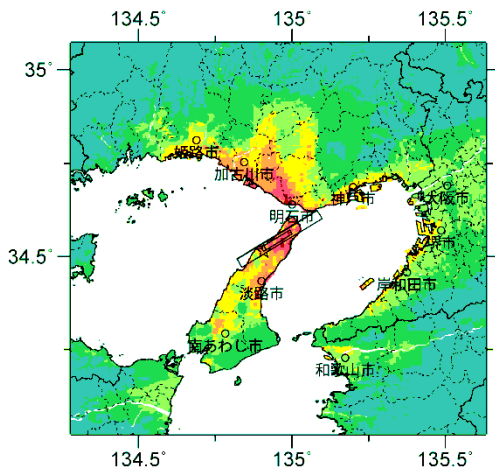 134.5° 135° 135.5°
35°
姫路市
加古川市
神戸市
大阪市
明石市
堺市
34.5°
岸和田市
淡路市
南あわじ市
和歌山市
134.5° 135° 135.5°